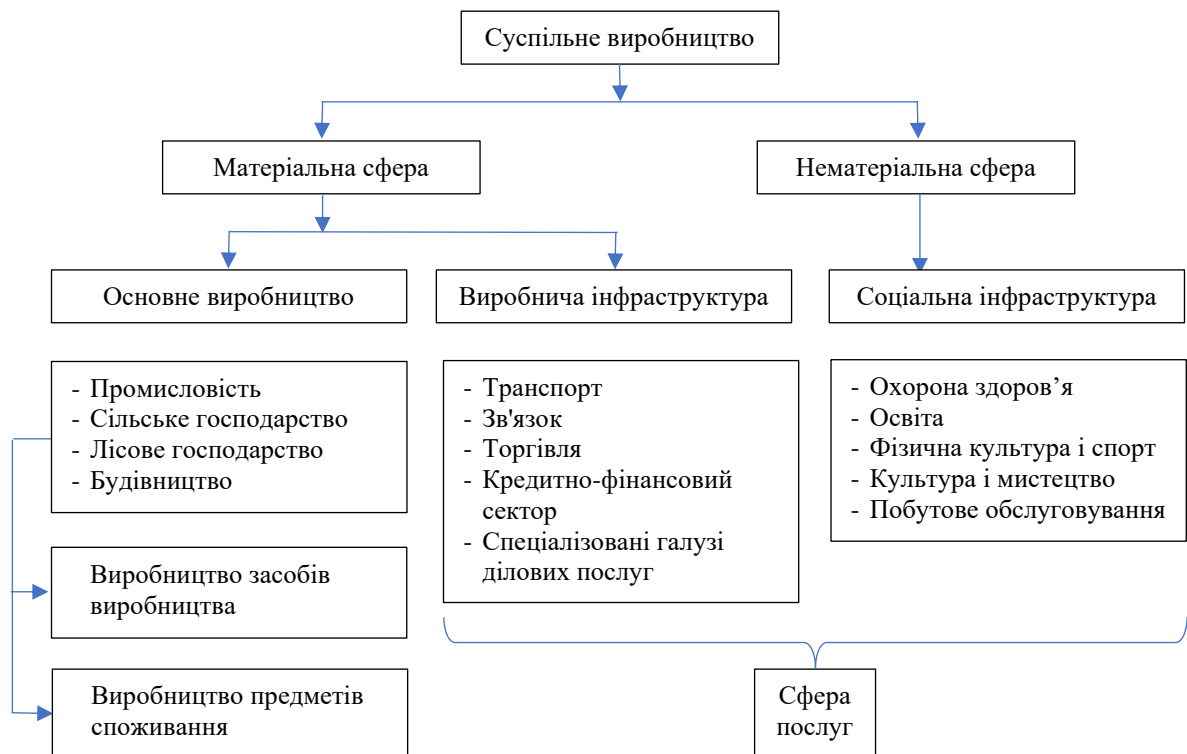 Суспільне виробництво
Матеріальна сфера
Нематеріальна сфера
Основне виробництво
Виробнича інфраструктура
Соціальна інфраструктура
- Промисловість
- Сільське господарство
- Лісове господарство
- Будівництво
- Транспорт
- Зв'язок
- Торгівля
- Кредитно-фінансовий
сектор
- Спеціалізовані галузі
ділових послуг
- Охорона здоров’я
- Освіта
- Фізична культура і спорт
- Культура і мистецтво
- Побутове обслуговування
Виробництво засобів
виробництва
Виробництво предметів
споживання
Сфера
послуг